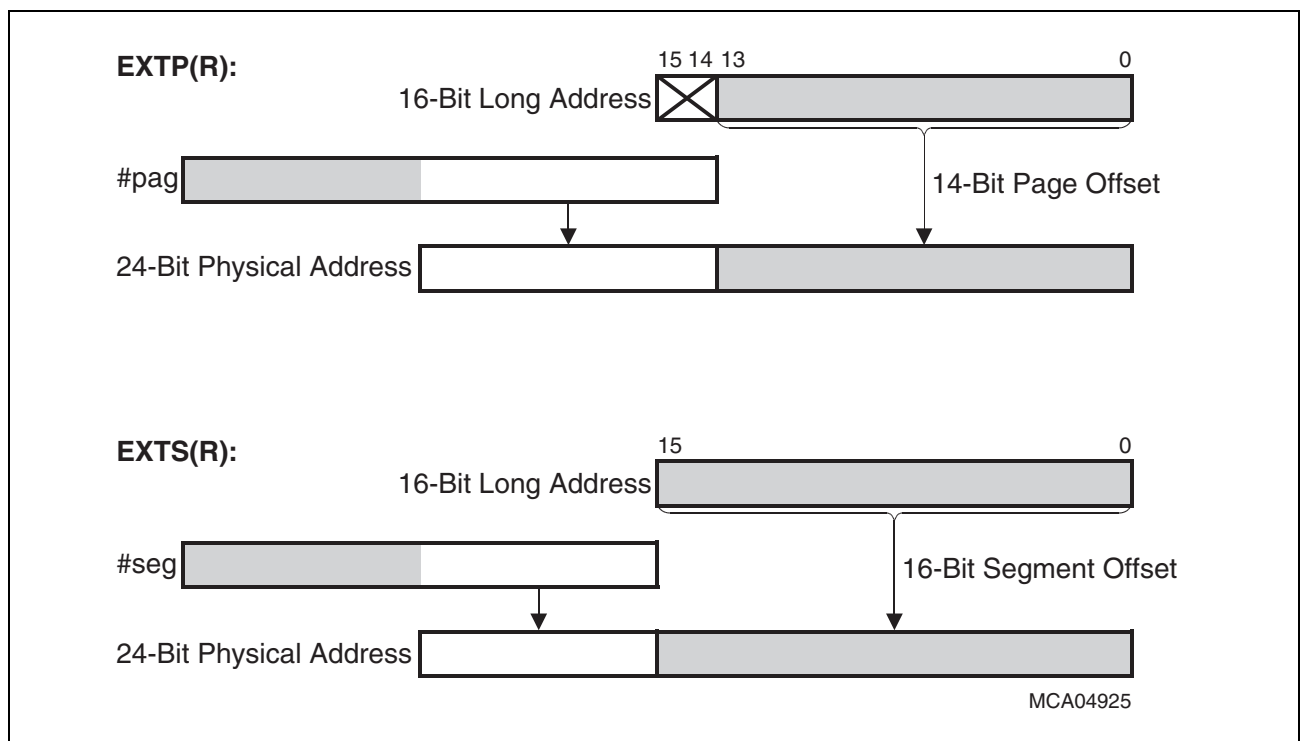 EXTP(R):
15 14 13 0
16-Bit Long Address
#pag
14-Bit Page Offset
24-Bit Physical Address
EXTS(R):
15 0
16-Bit Long Address
#seg
16-Bit Segment Offset
24-Bit Physical Address
MCA04925